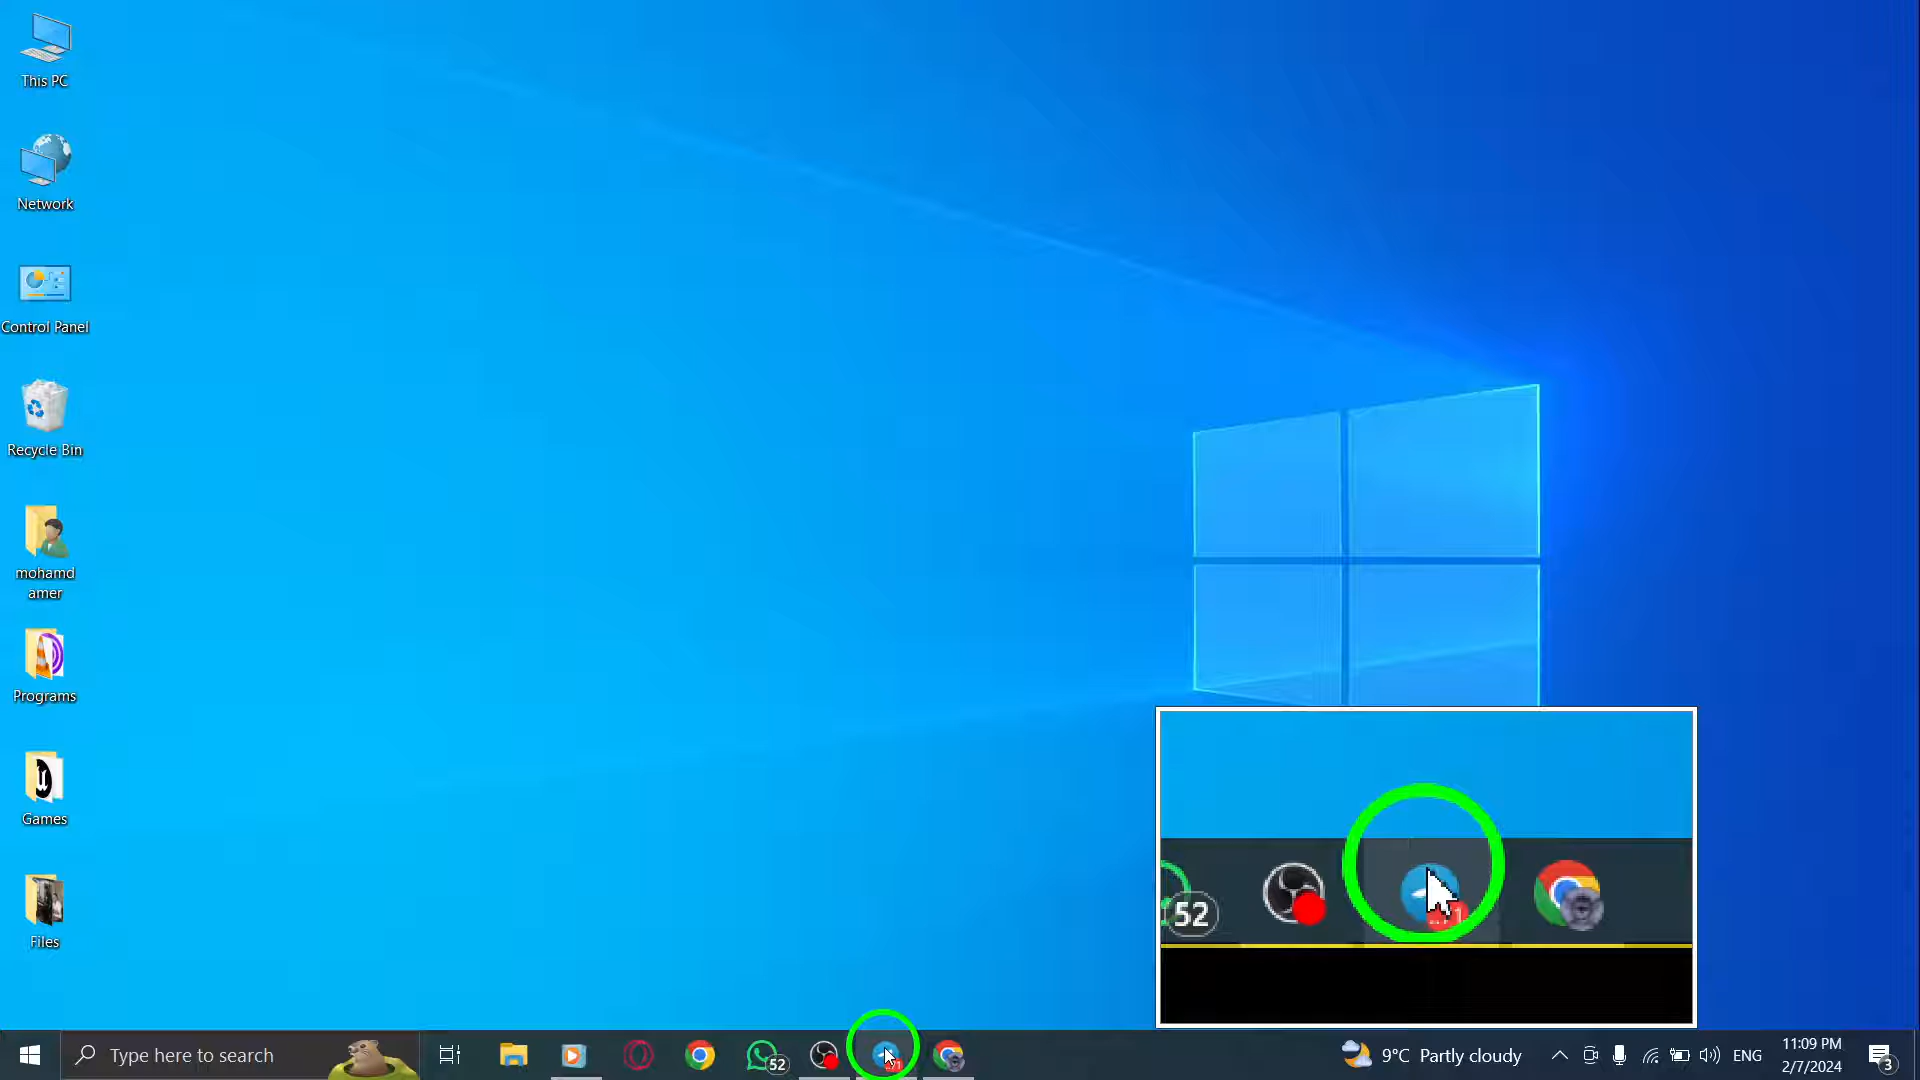 This PC
Network
Control Panel
Recycle Bin
mohamd
amer
Programs
Games
Files
52
Type here to search
52
9°C Partly cloudy
ENG
11:09 PM
2/7/2024
3